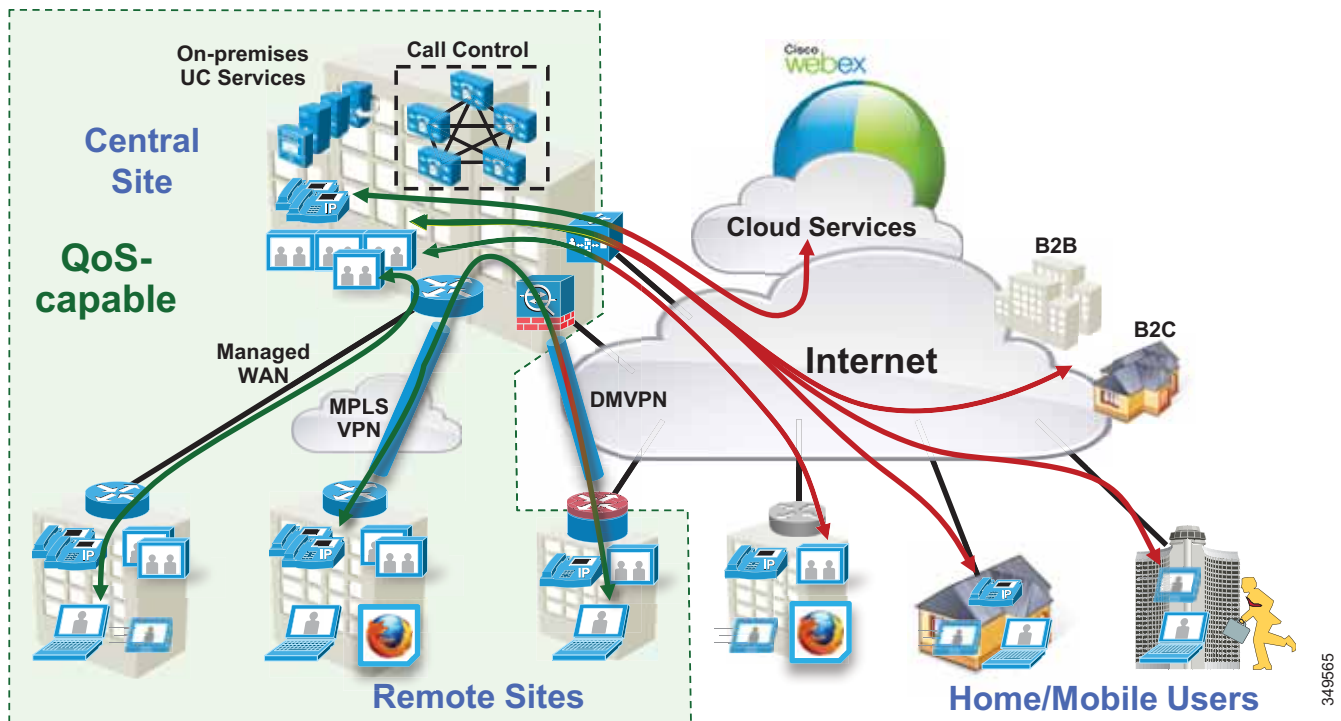 On-premises
UC Services
Call Control
Cisco
webex
Central
Site
IP
Cloud Services
B2B
QoS-
capable
B2C
Managed
WAN
Internet
MPLS
VPN
DMVPN
IP
IP
IP
IP
IP
Remote Sites
Home/Mobile Users
349565